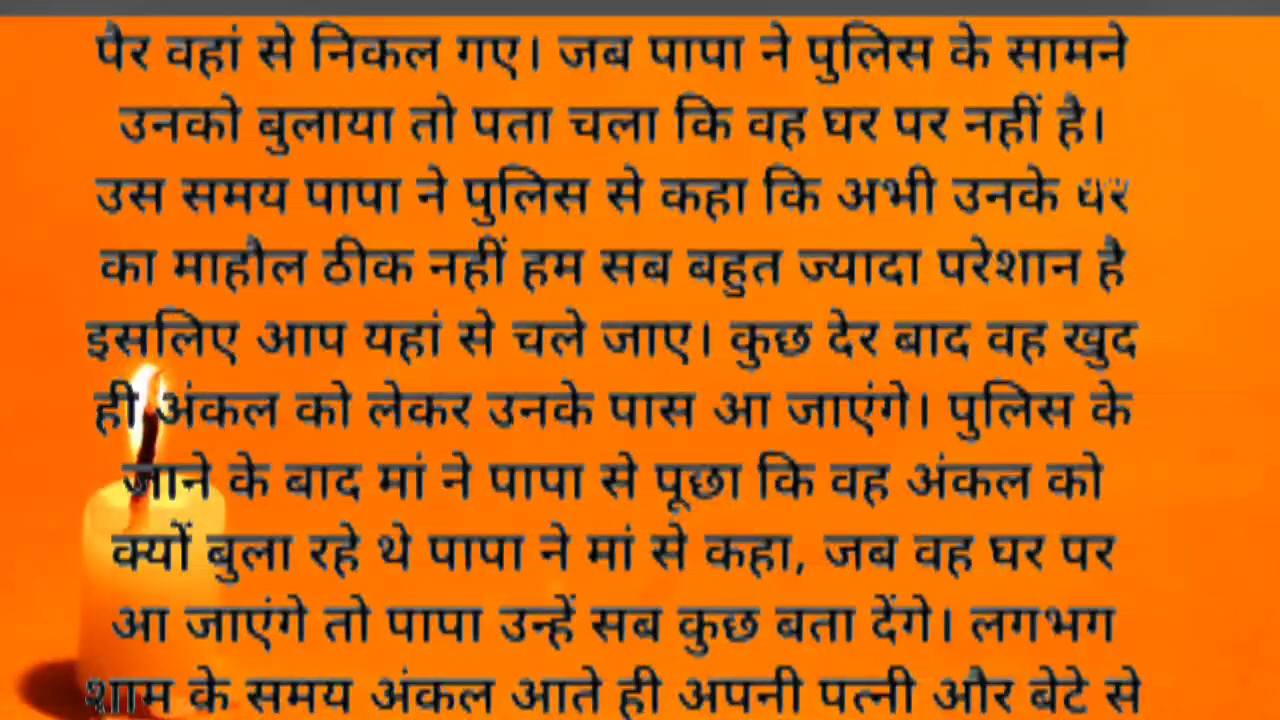 पैर वहां से निकल गए। जब पापा ने पुलिस के सामने
उनको बुलाया तो पता चला कि वह घर पर नहीं है।
उस समय पापा ने पुलिस से कहा कि अभी उनके घर
का माहौल ठीक नहीं हम सब बहुत ज्यादा परेशान है
इसलिए आप यहां से चले जाए। कुछ देर बाद वह खुद
ही अंकल को लेकर उनके पास आ जाएंगे। पुलिस के
जाने के बाद मां ने पापा से पूछा कि वह अंकल को
क्यों बुला रहे थे पापा ने मां से कहा, जब वह घर पर
आ जाएंगे तो पापा उन्हें सब कुछ बता देंगे। लगभग
शाम के समय अंकल आते ही अपनी पत्नी और बेटे से